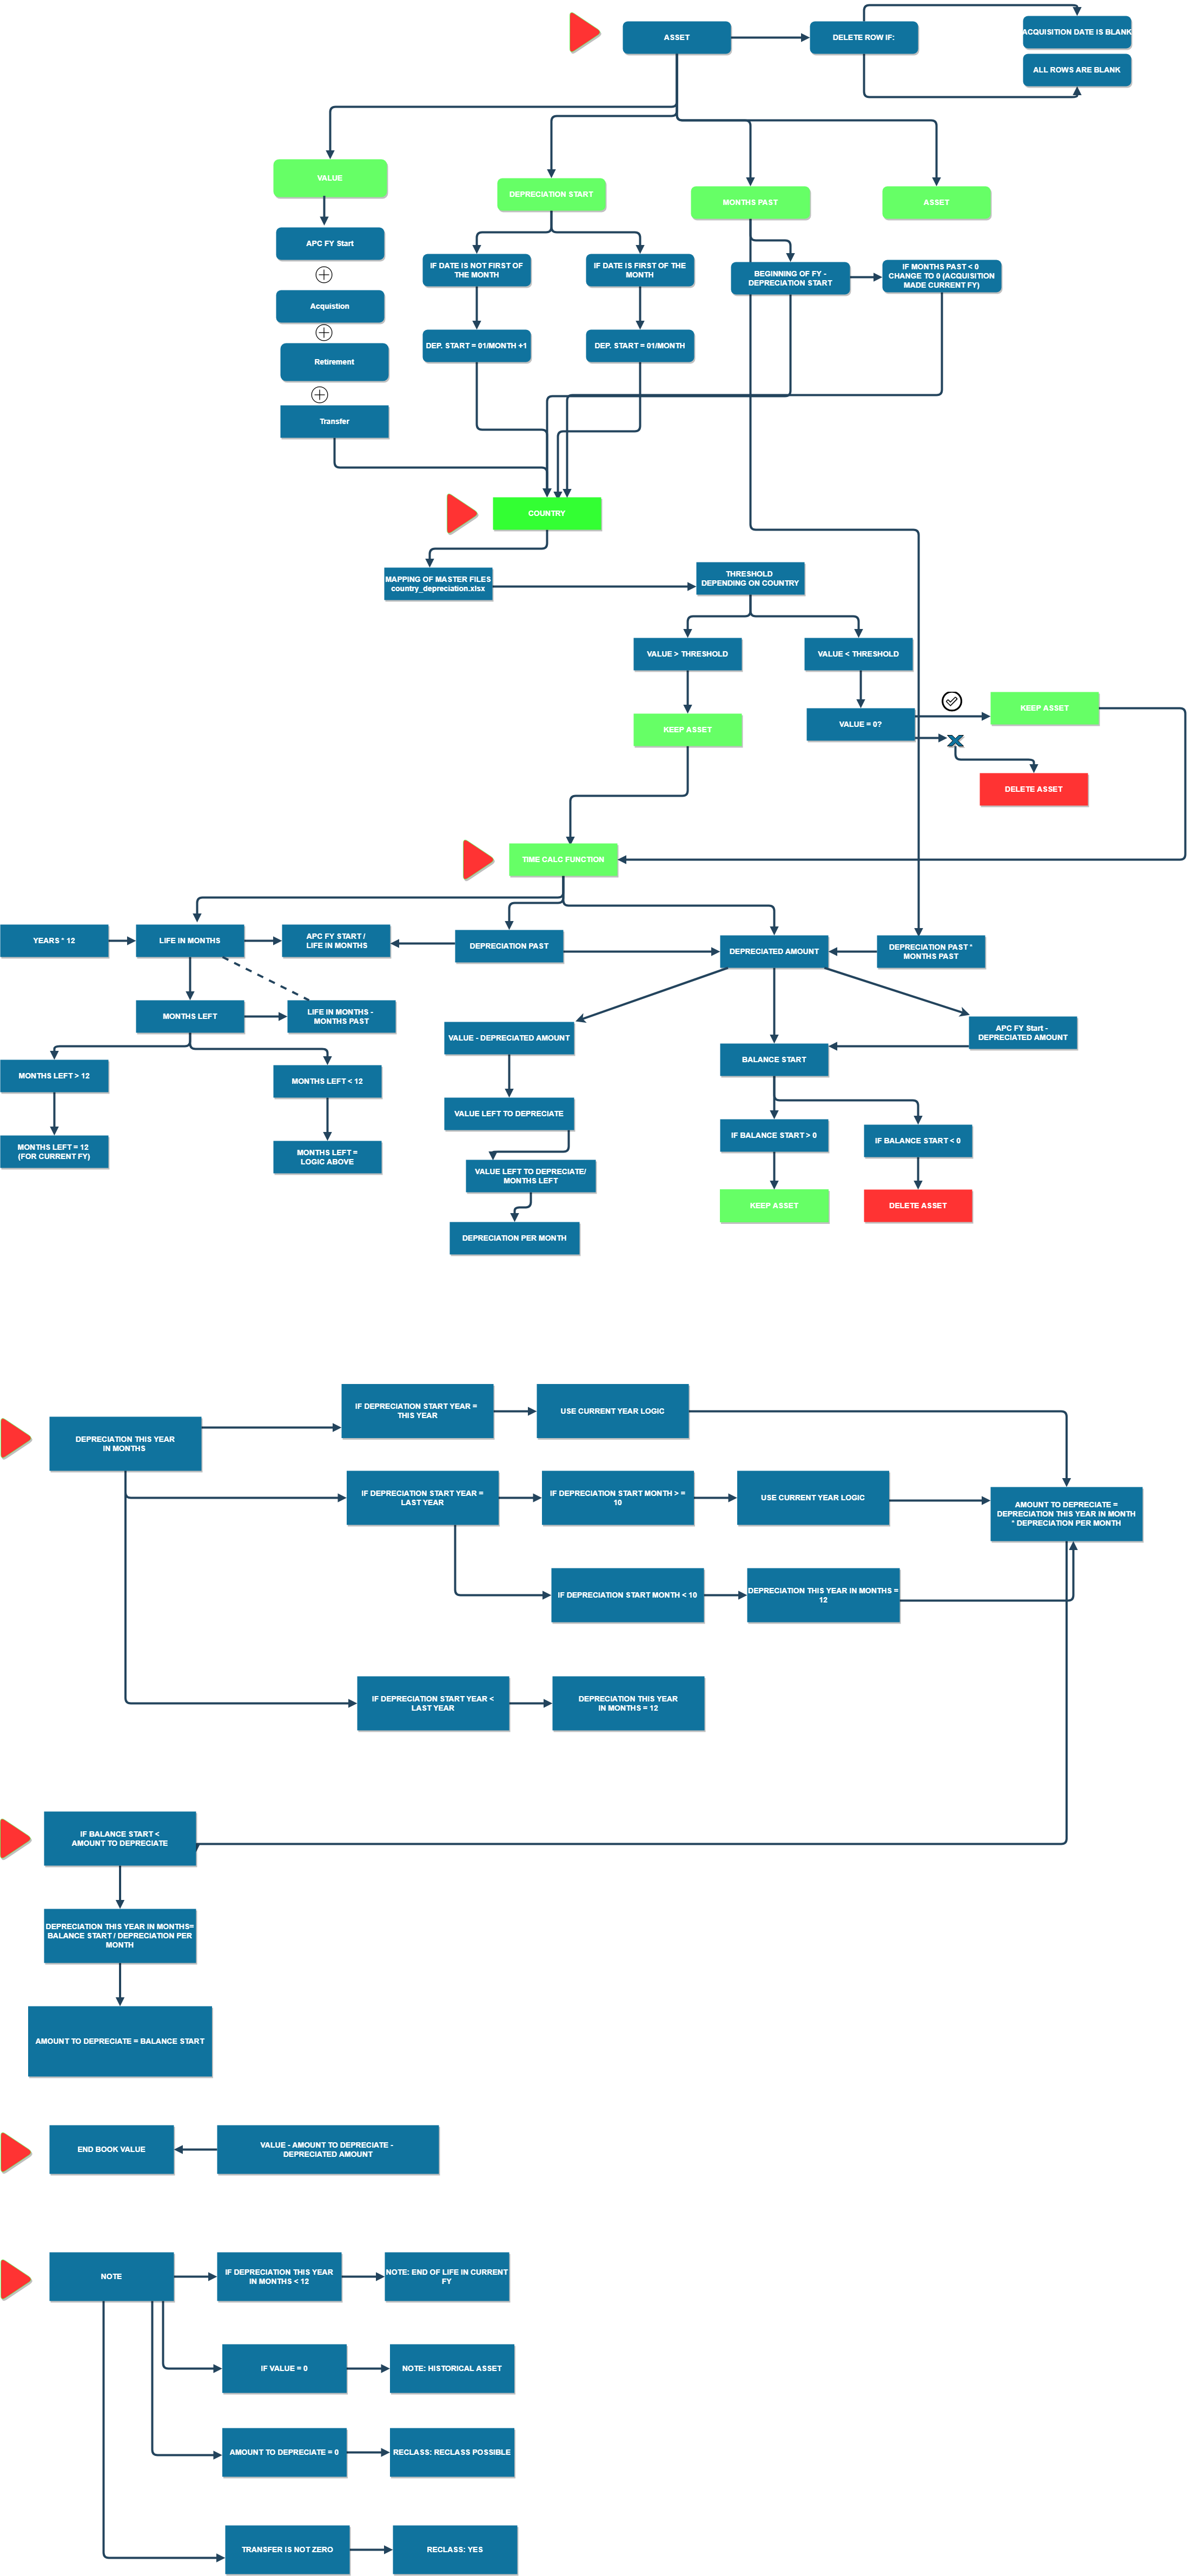 ASSET
DELETE ROW IF:
ACQUISITION DATE IS BLANK
ALL ROWS ARE BLANK
VALUE
DEPRECIATION START
MONTHS PAST
ASSET
APC FY Start
IF DATE IS NOT FIRST OF
THE MONTH
IF DATE IS FIRST OF THE
MONTH
BEGINNING OF FY -
DEPRECIATION START
IF MONTHS PAST < 0
CHANGE TO 0 (ACQUISITION
MADE CURRENT FY)
Acquistion
DEP. START = 01/MONTH +1
DEP. START = 01/MONTH
Retirement
Transfer
COUNTRY
MAPPING OF MASTER FILES
country_depreciation.xlsx
THRESHOLD
DEPENDING ON COUNTRY
VALUE > THRESHOLD
VALUE < THRESHOLD
KEEP ASSET
VALUE = 0?
KEEP ASSET
DELETE ASSET
TIME CALC FUNCTION
YEARS * 12
LIFE IN MONTHS
APC FY START /
LIFE IN MONTHS
DEPRECIATION PAST
DEPRECIATED AMOUNT
DEPRECIATION PAST *
MONTHS PAST
MONTHS LEFT
LIFE IN MONTHS -
MONTHS PAST
VALUE - DEPRECIATED AMOUNT
BALANCE START
APC FY Start -
DEPRECIATED AMOUNT
MONTHS LEFT > 12
MONTHS LEFT < 12
VALUE LEFT TO DEPRECIATE
IF BALANCE START > 0
IF BALANCE START < 0
MONTHS LEFT = 12
(FOR CURRENT FY)
MONTHS LEFT =
LOGIC ABOVE
VALUE LEFT TO DEPRECIATE/
MONTHS LEFT
KEEP ASSET
DELETE ASSET
DEPRECIATION PER MONTH
DEPRECIATION THIS YEAR
IN MONTHS
IF DEPRECIATION START YEAR =
THIS YEAR
USE CURRENT YEAR LOGIC
IF DEPRECIATION START YEAR =
LAST YEAR
IF DEPRECIATION START MONTH > =
10
USE CURRENT YEAR LOGIC
AMOUNT TO DEPRECIATE =
DEPRECIATION THIS YEAR IN MONTH
* DEPRECIATION PER MONTH
IF DEPRECIATION START MONTH < 10
DEPRECIATION THIS YEAR IN MONTHS =
12
IF DEPRECIATION START YEAR <
LAST YEAR
DEPRECIATION THIS YEAR
IN MONTHS = 12
IF BALANCE START <
AMOUNT TO DEPRECIATE
DEPRECIATION THIS YEAR IN MONTHS=
BALANCE START / DEPRECIATION PER
MONTH
AMOUNT TO DEPRECIATE = BALANCE START
END BOOK VALUE
VALUE - AMOUNT TO DEPRECIATE -
DEPRECIATED AMOUNT
NOTE
IF DEPRECIATION THIS YEAR
IN MONTHS < 12
NOTE: END OF LIFE IN CURRENT
FY
IF VALUE = 0
NOTE: HISTORICAL ASSET
AMOUNT TO DEPRECIATE = 0
RECLASS: RECLASS POSSIBLE
TRANSFER IS NOT ZERO
RECLASS: YES